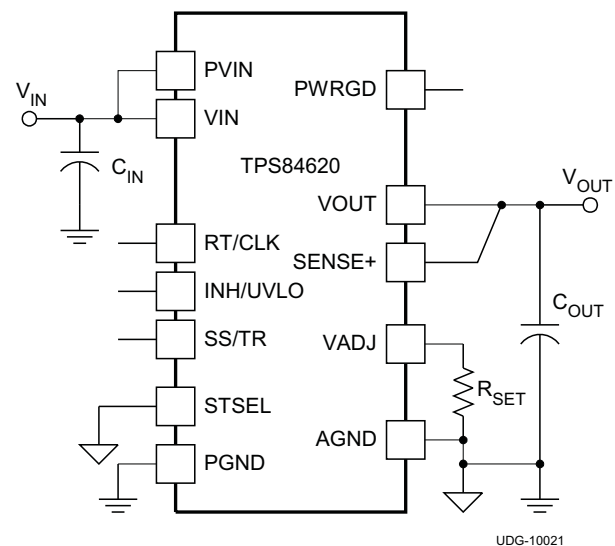 PVIN
PWRGD
V_IN
VIN
C_IN
TPS84620
V_OUT
VOUT
RT/CLK
SENSE+
INH/UVLO
C_OUT
SS/TR
VADJ
R_SET
STSEL
AGND
PGND
UDG-10021